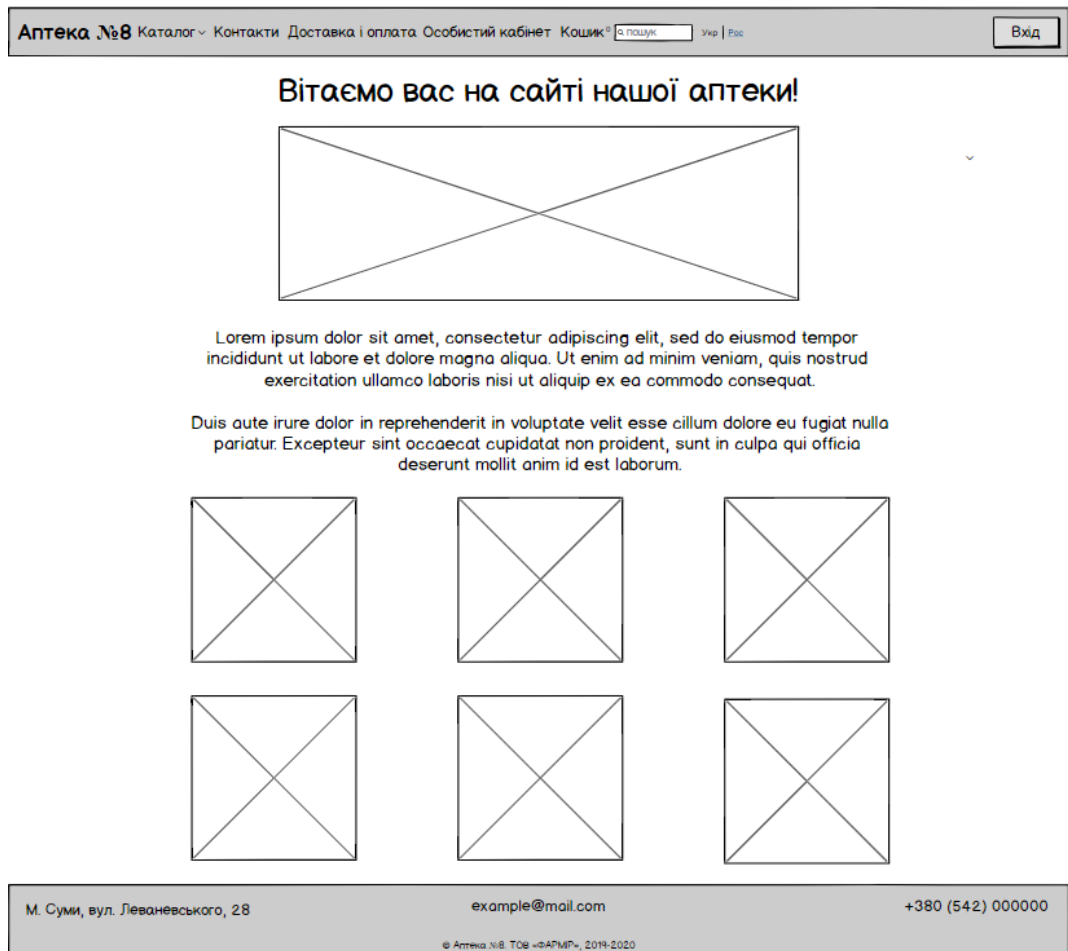 Аптека №8 Каталог Контакти Доставка і оплата Особистий кабінет Кошик 0 пошук Укр | Рос Вхід
Вітаємо вас на сайті нашої аптеки!
Lorem ipsum dolor sit amet, consectetur adipiscing elit, sed do eiusmod tempor
incididunt ut labore et dolore magna aliqua. Ut enim ad minim veniam, quis nostrud
exercitation ullamco laboris nisi ut aliquip ex ea commodo consequat.
Duis aute irure dolor in reprehenderit in voluptate velit esse cillum dolore eu fugiat nulla
pariatur. Excepteur sint occaecat cupidatat non proident, sunt in culpa qui officia
deserunt mollit anim id est laborum.
М. Суми, вул. Леваневського, 28 example@mail.com +380 (542) 000000
© Аптека №8. ТОВ «ФАРМІР», 2019-2020